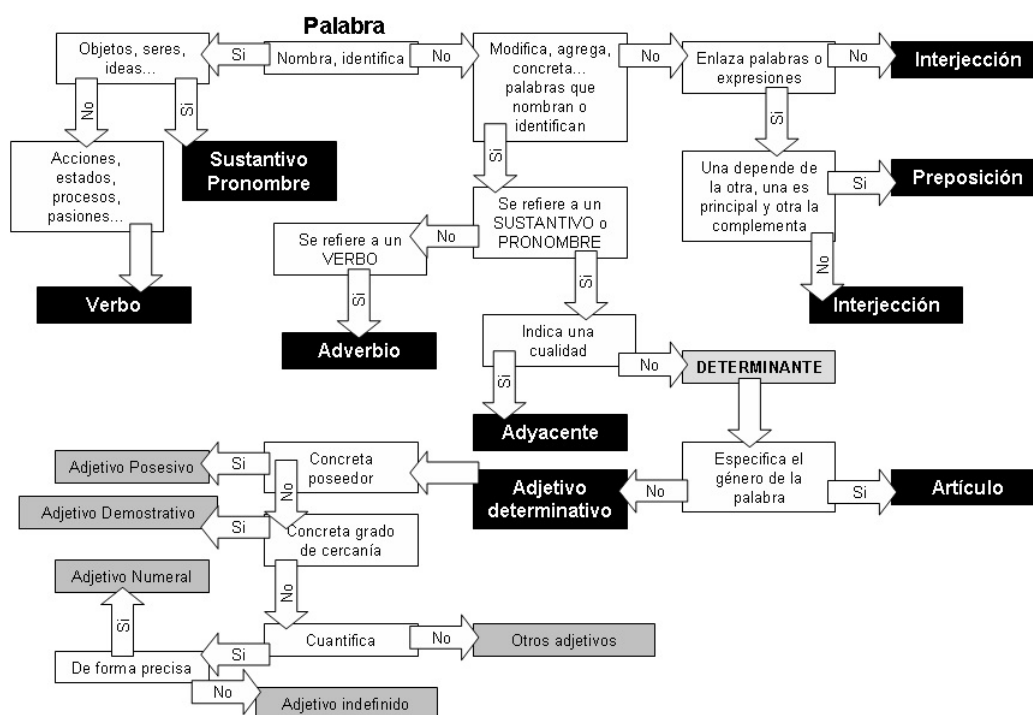 Palabra
Objetos, seres,
ideas...
Si
Nombra, identifica
No
Modifica, agrega,
concreta...
palabras que
nombran o
identifican
No
Enlaza palabras o
expresiones
No
Interjección
No
Si
Si
Si
Acciones,
estados,
procesos,
pasiones...
Sustantivo
Pronombre
Una depende de
la otra, una es
principal y otra la
complementa
Si
Preposición
Se refiere a un
SUSTANTIVO o
PRONOMBRE
No
Se refiere a un
VERBO
No
Verbo
Si
Si
Interjección
Adverbio
Indica una
cualidad
No
DETERMINANTE
Si
Adyacente
Adjetivo Posesivo
Si
Concreta
poseedor
Adjetivo
determinativo
No
Especifica el
género de la
palabra
Si
Artículo
No
Adjetivo Demostrativo
Si
Concreta grado
de cercanía
Adjetivo Numeral
No
Si
Cuantifica
No
Otros adjetivos
De forma precisa
Si
No
Adjetivo indefinido